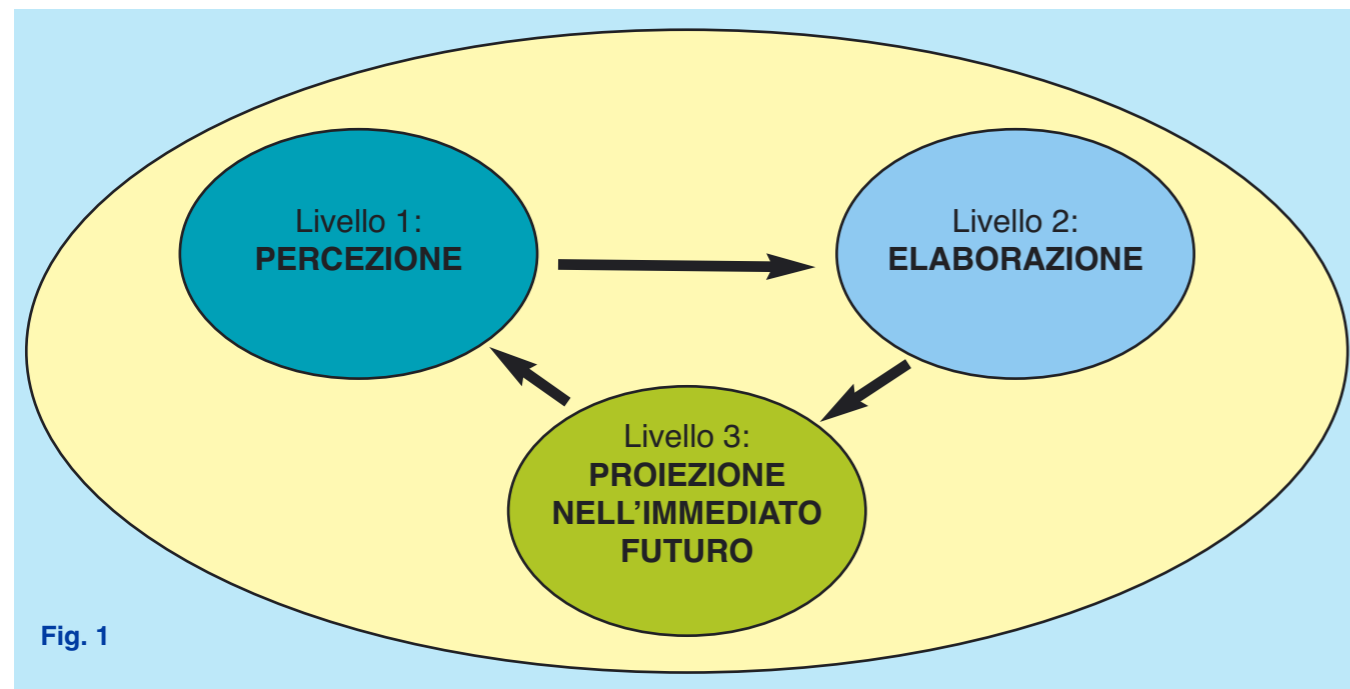 Livello 1:
PERCEZIONE
Livello 2:
ELABORAZIONE
Livello 3:
PROIEZIONE
NELL’IMMEDIATO
FUTURO
Fig. 1